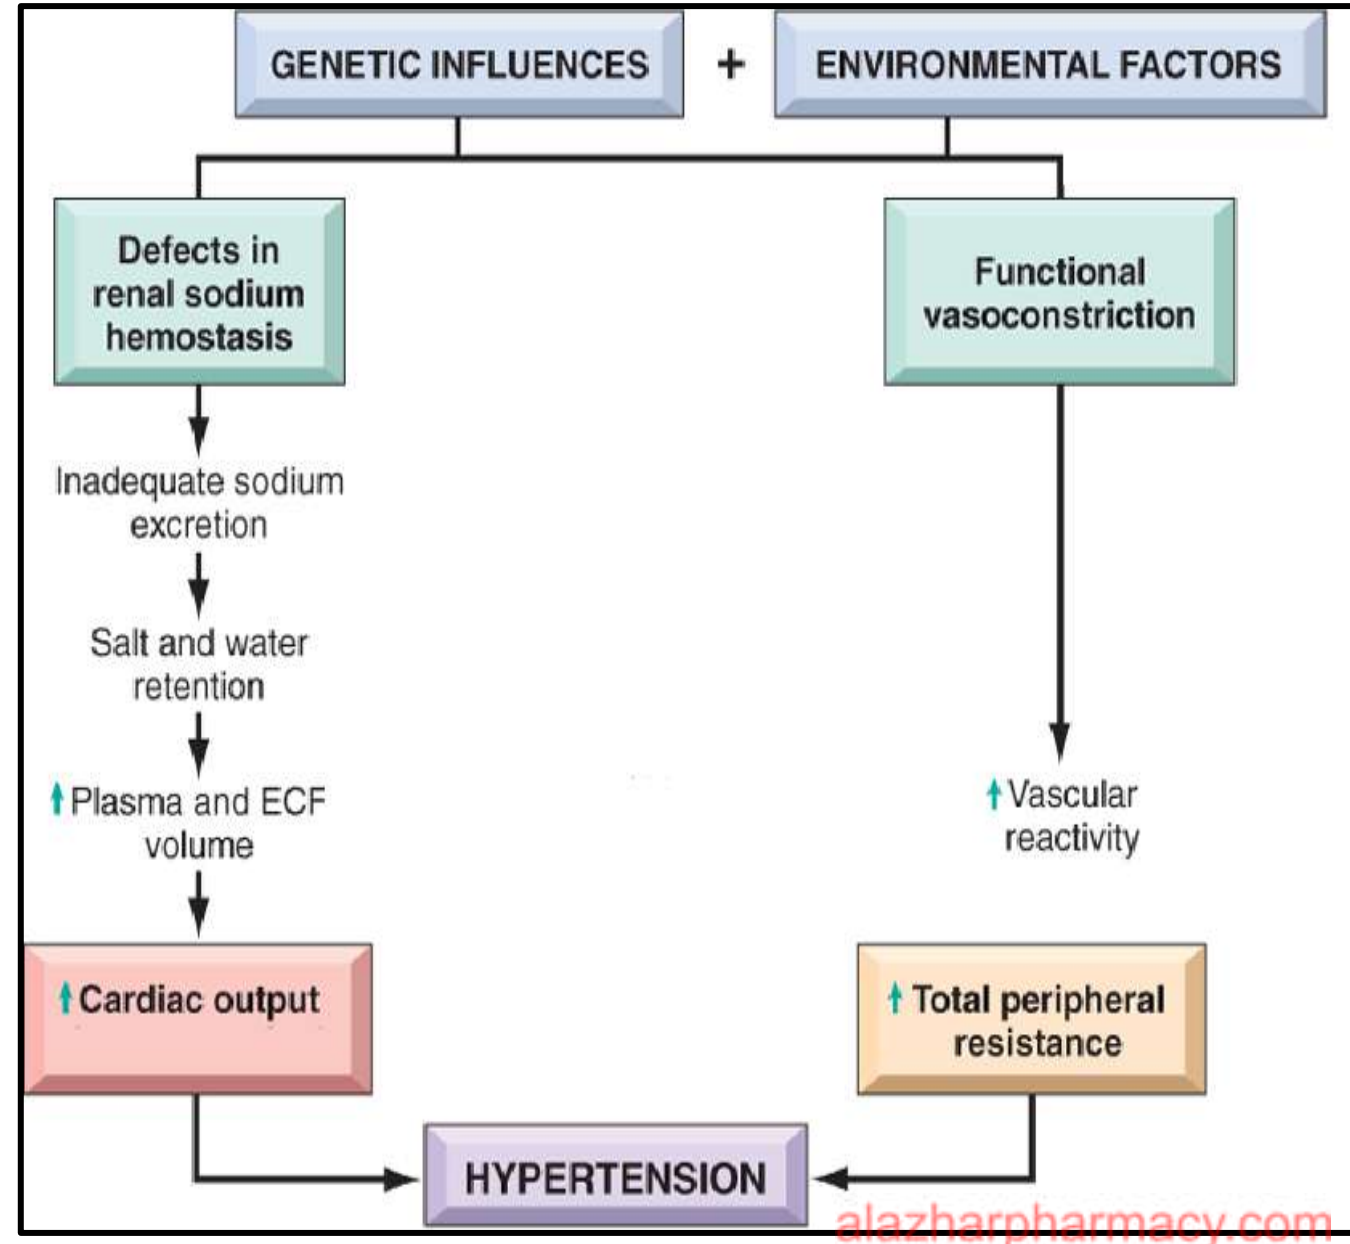 GENETIC INFLUENCES + ENVIRONMENTAL FACTORS
Defects in
renal sodium
hemostasis
Functional
vasoconstriction
Inadequate sodium
excretion
Salt and water
retention
↑ Plasma and ECF
volume
↑ Vascular
reactivity
↑ Cardiac output
↑ Total peripheral
resistance
HYPERTENSION
alazharpharmacy.com